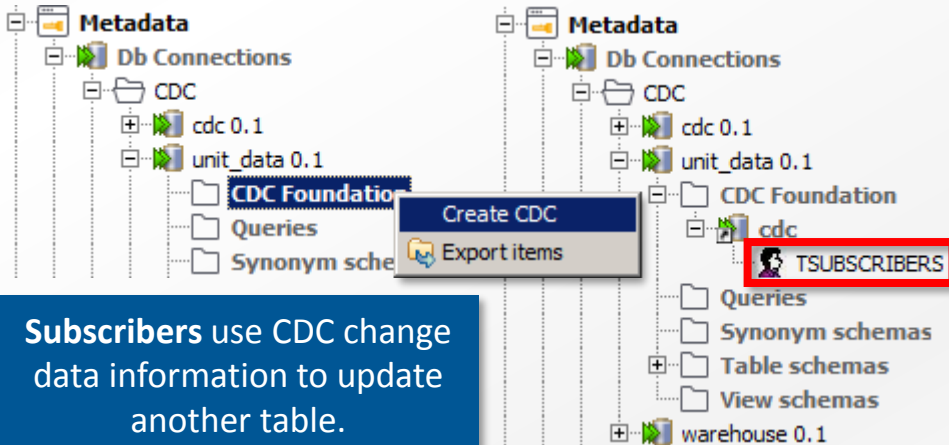 Metadata
Db Connections
CDC
cdc 0.1
unit_data 0.1
CDC Foundation
Create CDC
Queries
Export items
Synonym sche
Subscribers use CDC change
data information to update
another table.
Metadata
Db Connections
CDC
cdc 0.1
unit_data 0.1
CDC Foundation
cdc
TSUBSCRIBERS
Queries
Synonym schemas
Table schemas
View schemas
warehouse 0.1